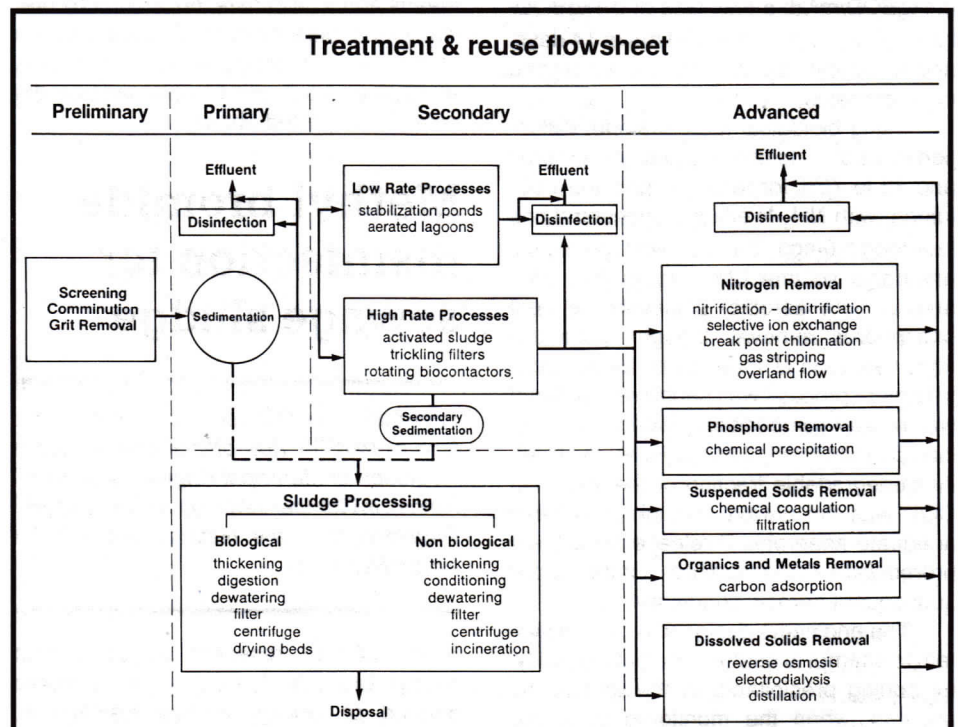 Treatment & reuse flowsheet
Preliminary
Primary
Secondary
Advanced
Screening
Comminution
Grit Removal
Effluent
Disinfection
Sedimentation
Low Rate Processes
stabilization ponds
aerated lagoons
High Rate Processes
activated sludge
trickling filters
rotating biocontactors
Secondary
Sedimentation
Effluent
Disinfection
Sludge Processing
Biological
thickening
digestion
dewatering
filter
centrifuge
drying beds
Non biological
thickening
conditioning
dewatering
filter
centrifuge
incineration
Disposal
Effluent
Disinfection
Nitrogen Removal
nitrification - denitrification
selective ion exchange
break point chlorination
gas stripping
overland flow
Phosphorus Removal
chemical precipitation
Suspended Solids Removal
chemical coagulation
filtration
Organics and Metals Removal
carbon adsorption
Dissolved Solids Removal
reverse osmosis
electrodialysis
distillation